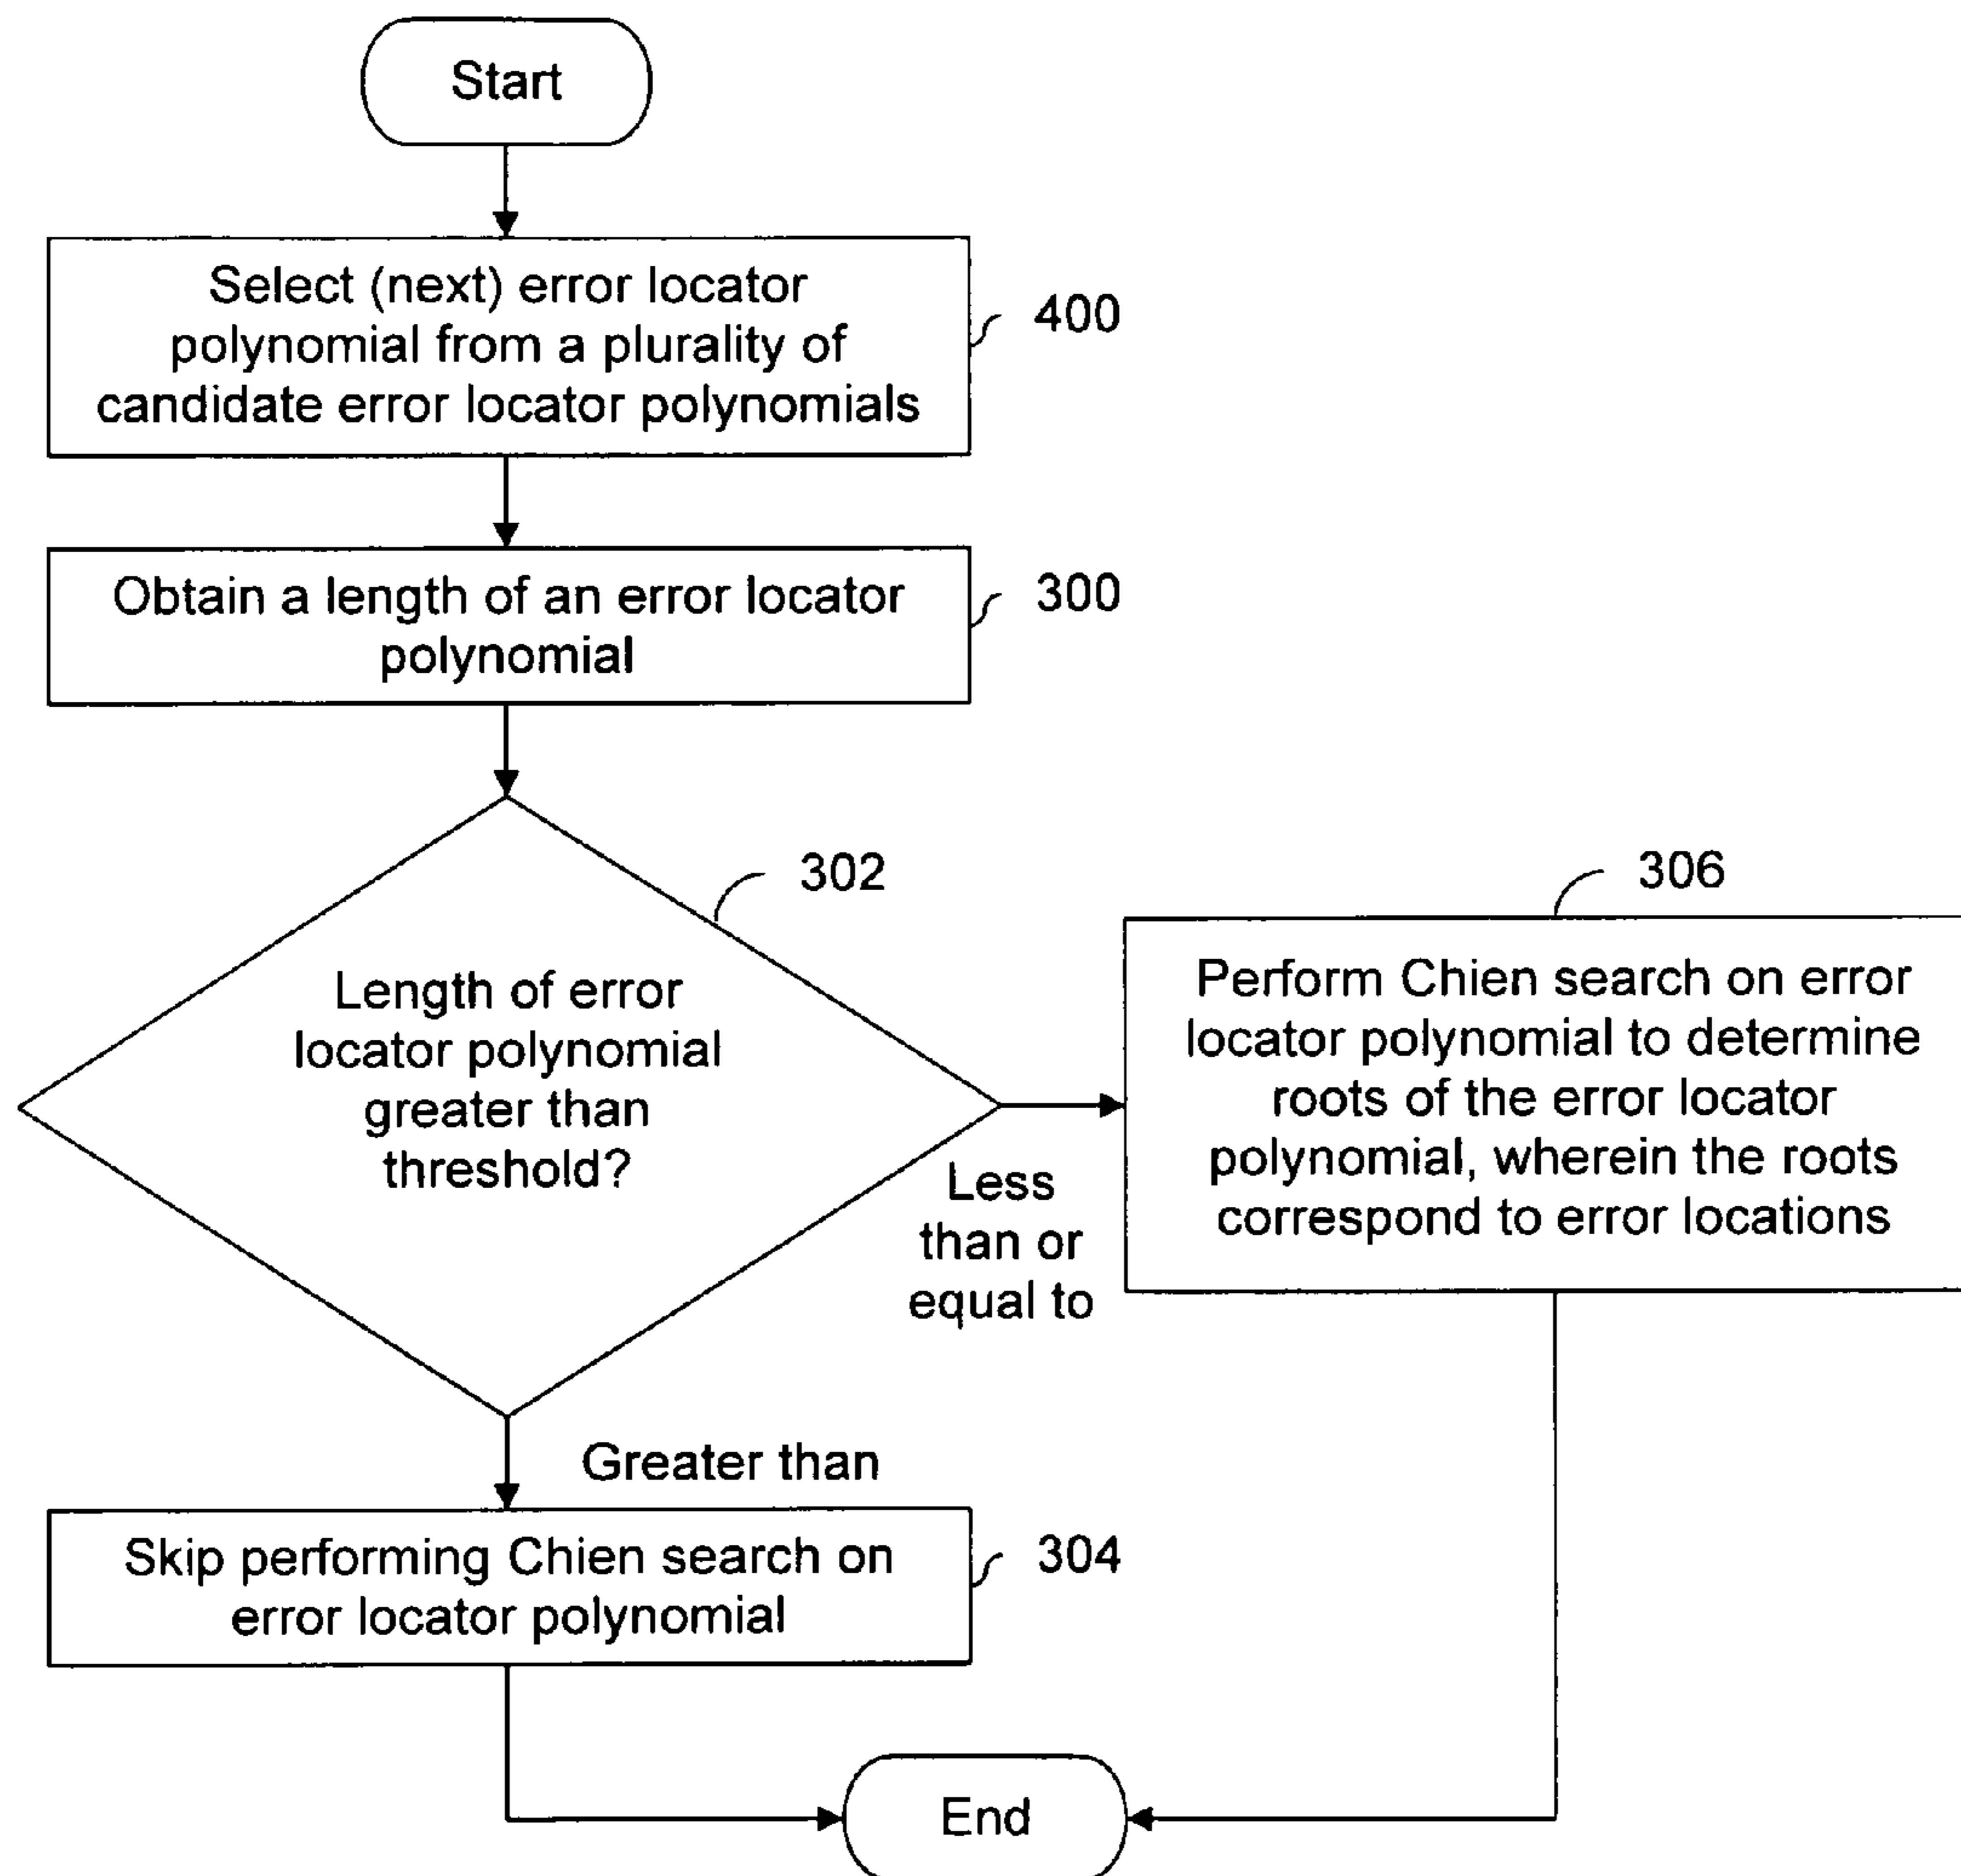 Start
Select (next) error locator
polynomial from a plurality of
candidate error locator polynomials
400
Obtain a length of an error locator
polynomial
300
302
Length of error
locator polynomial
greater than
threshold?
Less
than or
equal to
306
Perform Chien search on error
locator polynomial to determine
roots of the error locator
polynomial, wherein the roots
correspond to error locations
Greater than
Skip performing Chien search on
error locator polynomial
304
End